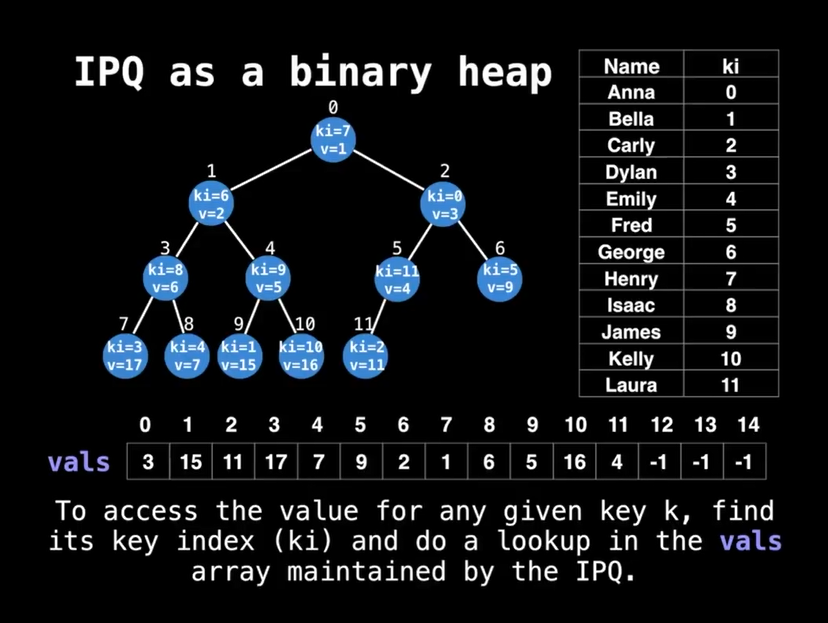 IPQ as a binary heap
0
ki=7
v=1
1
2
ki=6
v=2
ki=0
v=3
3
4
5
6
ki=8
v=6
ki=9
v=5
ki=11
v=4
ki=5
v=9
7
8
9
10
11
ki=3
v=17
ki=4
v=7
ki=1
v=15
ki=10
v=16
ki=2
v=11
Name ki
Anna 0
Bella 1
Carly 2
Dylan 3
Emily 4
Fred 5
George 6
Henry 7
Isaac 8
James 9
Kelly 10
Laura 11
0 1 2 3 4 5 6 7 8 9 10 11 12 13 14
vals 3 15 11 17 7 9 2 1 6 5 16 4 -1 -1 -1
To access the value for any given key k, find
its key index (ki) and do a lookup in the vals
array maintained by the IPQ.